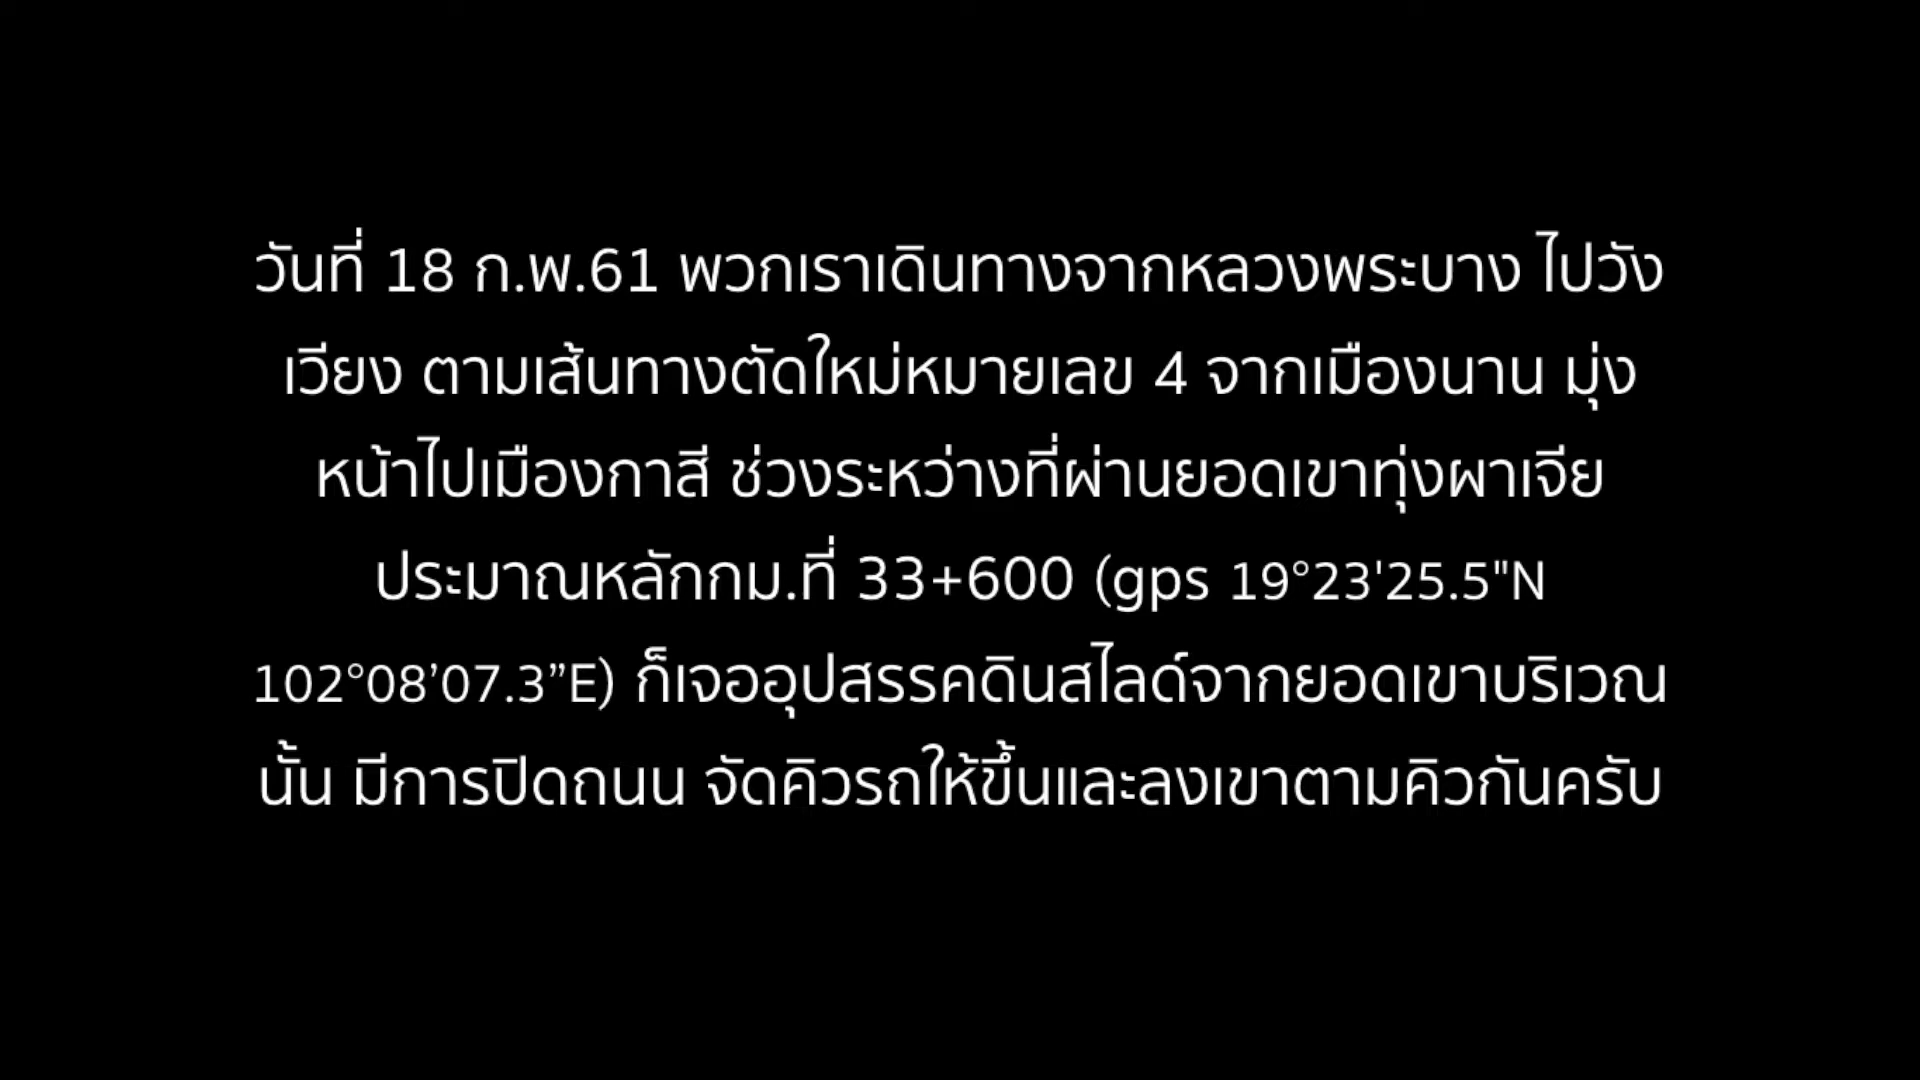 วันที่ 18 ก.พ.61 พวกเราเดินทางจากหลวงพระบาง ไปวัง
เวียง ตามเส้นทางตัดใหม่หมายเลข 4 จากเมืองนาน มุ่ง
หน้าไปเมืองกาสี ช่วงระหว่างที่ผ่านยอดเขาทุ่งผาเจีย
ประมาณหลักกม.ที่ 33+600 (gps 19°23'25.5"N
102°08’07.3”E) ก็เจออุปสรรคดินสไลด์จากยอดเขาบริเวณ
นั้น มีการปิดถนน จัดคิวรถให้ขึ้นและลงเขาตามคิวกันครับ